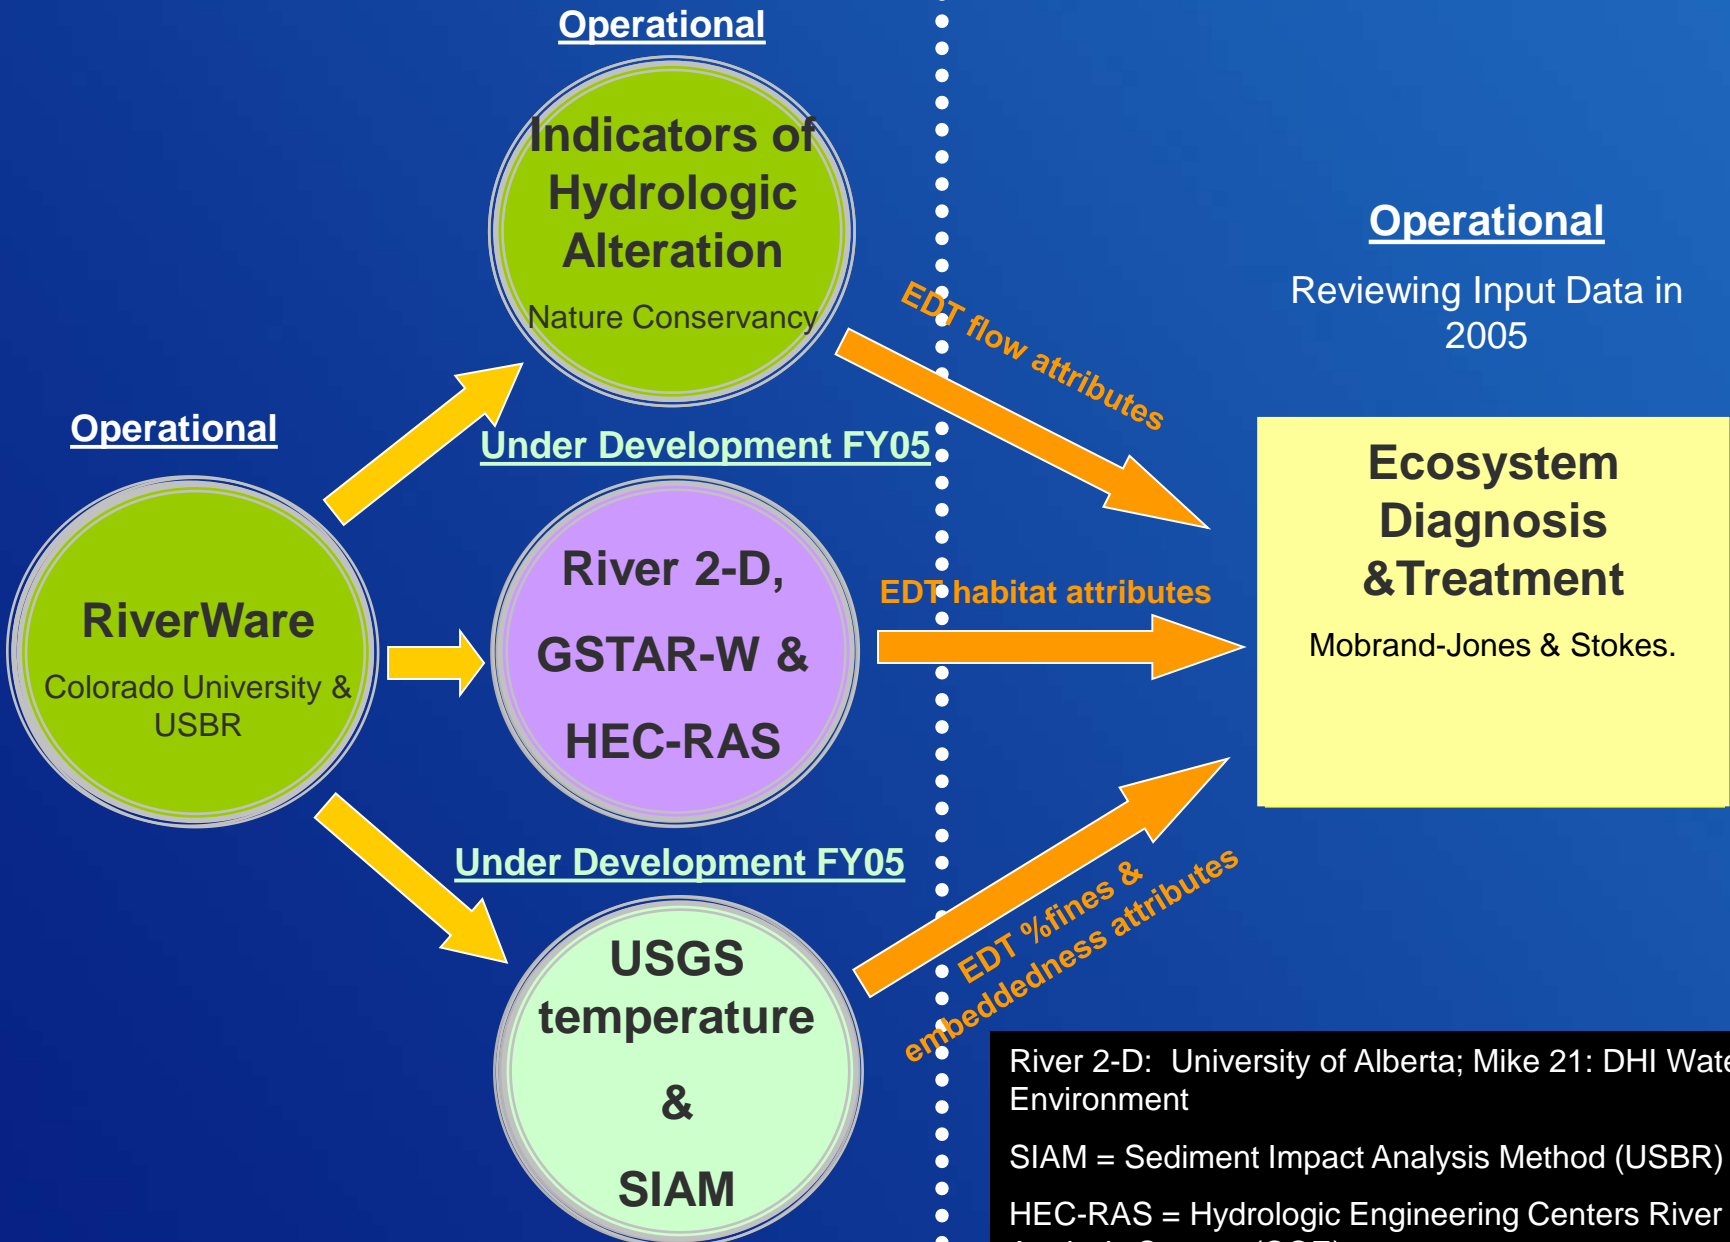 Operational
Indicators of
Hydrologic
Alteration
Nature Conservancy
Operational
RiverWare
Colorado University &
USBR
Under Development FY05
River 2-D,
GSTAR-W &
HEC-RAS
Under Development FY05
USGS
temperature
&
SIAM
EDT flow attributes
EDT habitat attributes
EDT %fines &
embeddedness attributes
Operational
Reviewing Input Data in
2005
Ecosystem
Diagnosis
&Treatment
Mobrand-Jones & Stokes.
River 2-D: University of Alberta; Mike 21: DHI Wate
Environment
SIAM = Sediment Impact Analysis Method (USBR)
HEC-RAS = Hydrologic Engineering Centers River